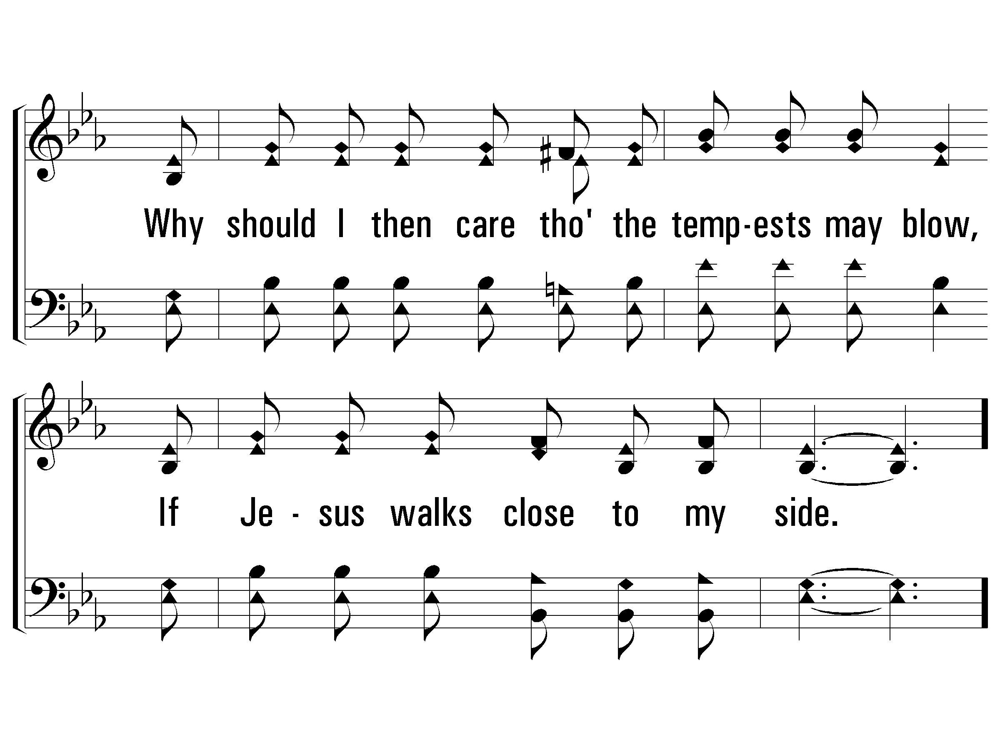 Why should I then care tho' the temp-ests may blow,
If Je - sus walks close to my side.